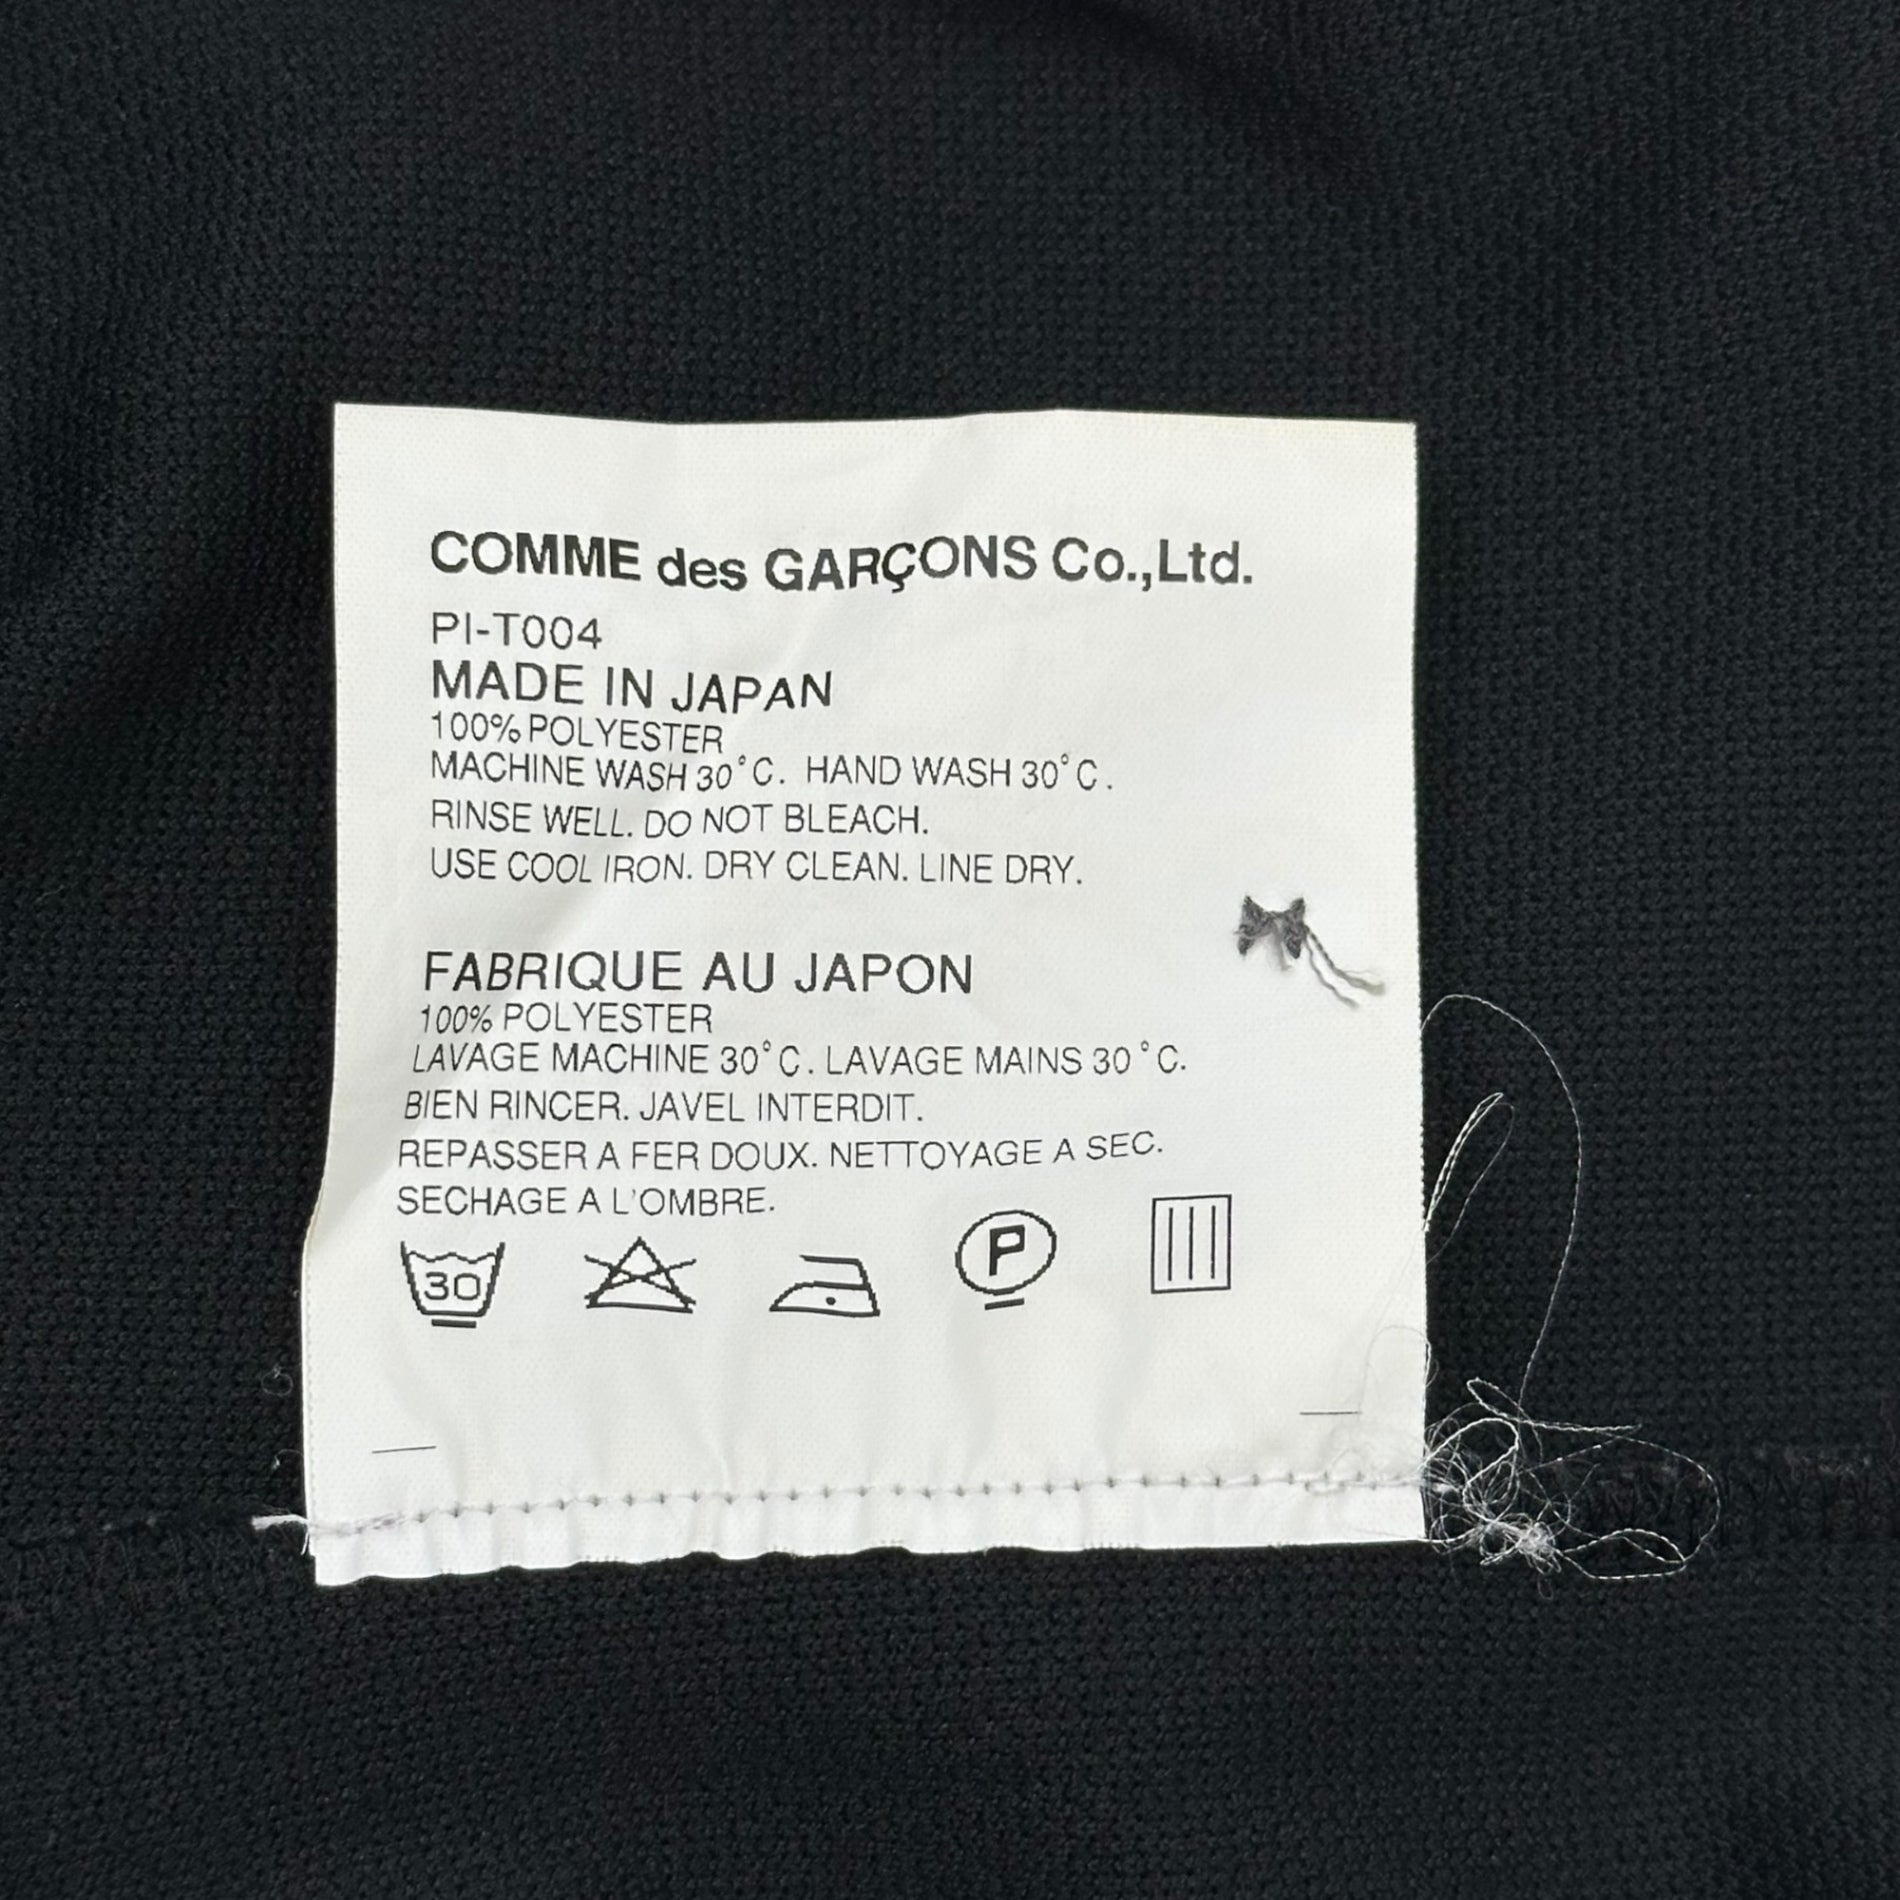 COMME des GARÇONS Co.,Ltd.
PI-T004
MADE IN JAPAN
100% POLYESTER
MACHINE WASH 30°C. HAND WASH 30°C.
RINSE WELL. DO NOT BLEACH.
USE COOL IRON. DRY CLEAN. LINE DRY.
FABRIQUE AU JAPON
100% POLYESTER
LAVAGE MACHINE 30°C. LAVAGE MAINS 30°C.
BIEN RINCER. JAVEL INTERDIT.
REPASSER A FER DOUX. NETTOYAGE A SEC.
SECHAGE A L'OMBRE.
30 P